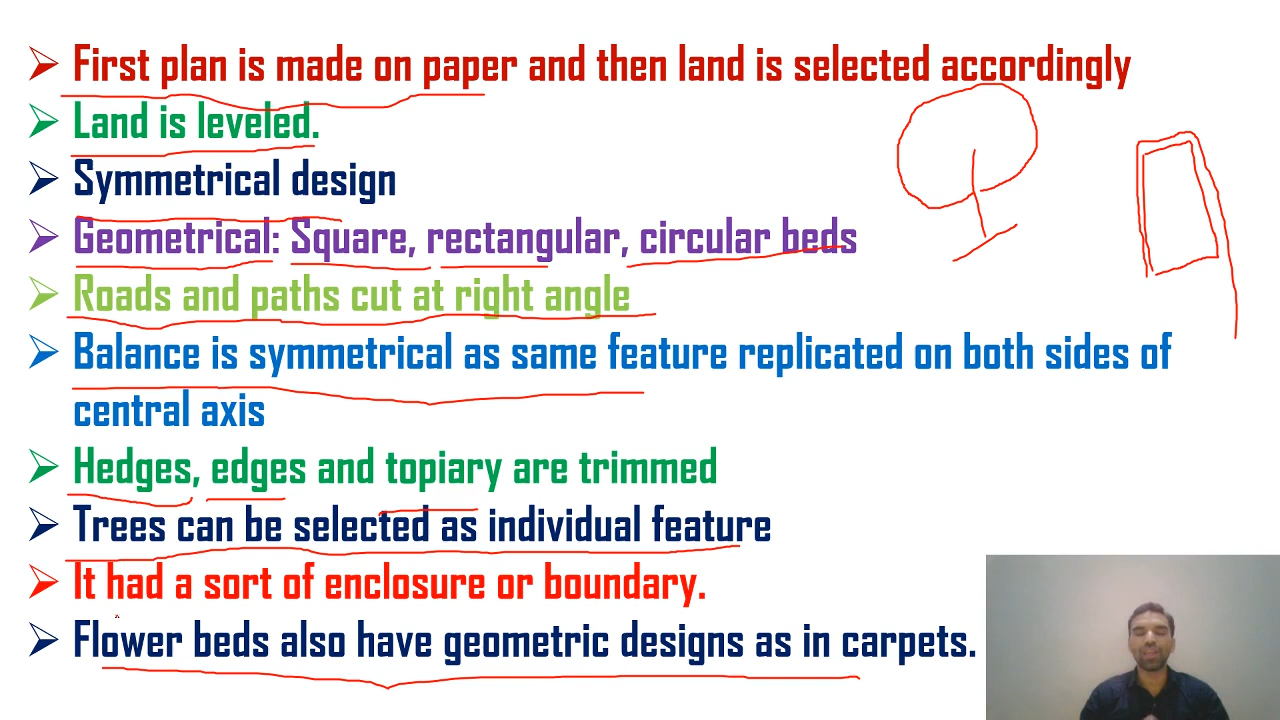 First plan is made on paper and then land is selected accordingly
Land is leveled.
Symmetrical design
Geometrical: Square, rectangular, circular beds
Roads and paths cut at right angle
Balance is symmetrical as same feature replicated on both sides of
central axis
Hedges, edges and topiary are trimmed
Trees can be selected as individual feature
It had a sort of enclosure or boundary.
Flower beds also have geometric designs as in carpets.